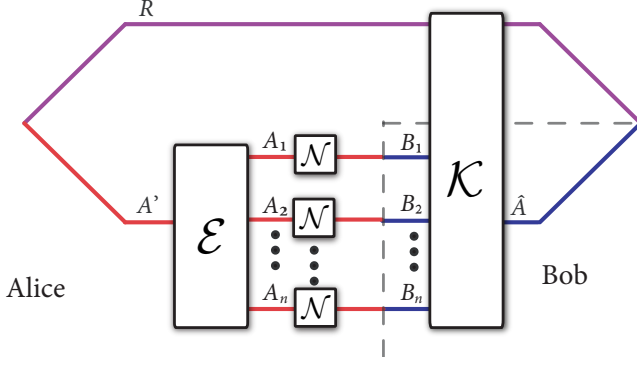 R
A₁ 𝒩 B₁
𝒦
A' ℰ A₂ 𝒩 B₂ Â
Alice Bob
Aₙ 𝒩 Bₙ